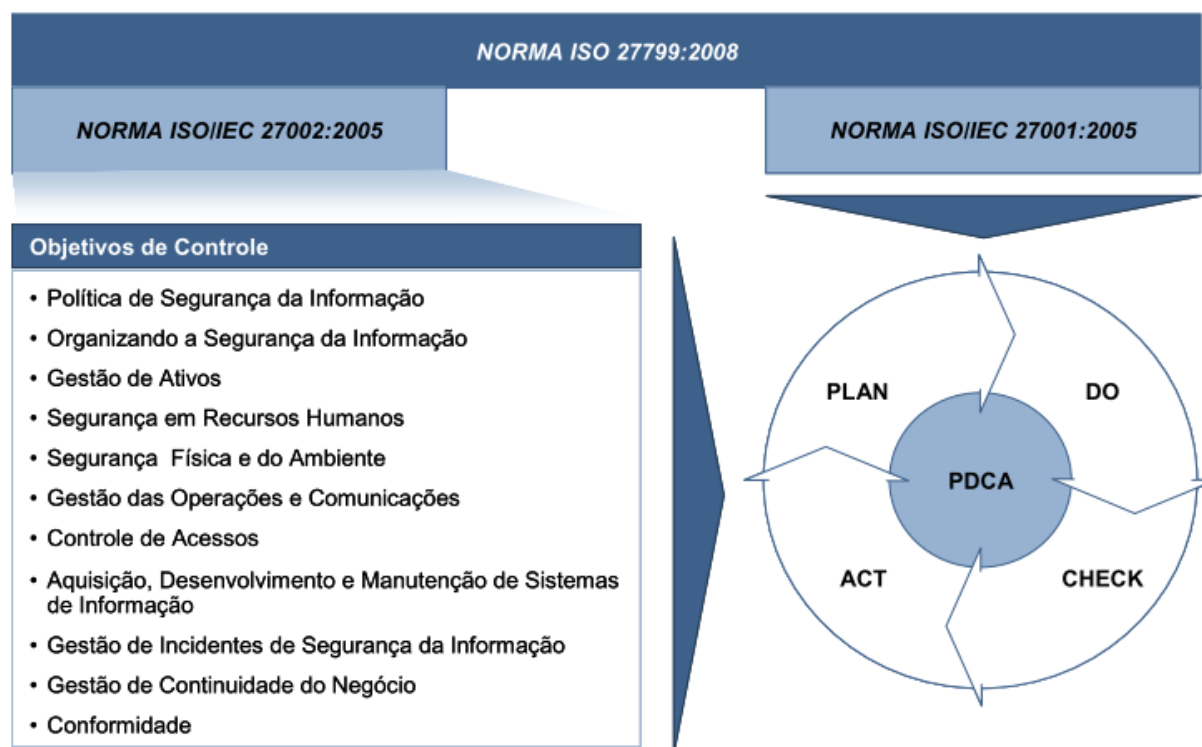 NORMA ISO 27799:2008
NORMA ISO/IEC 27002:2005
NORMA ISO/IEC 27001:2005
Objetivos de Controle
• Política de Segurança da Informação
• Organizando a Segurança da Informação
• Gestão de Ativos
• Segurança em Recursos Humanos
• Segurança Física e do Ambiente
• Gestão das Operações e Comunicações
• Controle de Acessos
• Aquisição, Desenvolvimento e Manutenção de Sistemas
de Informação
• Gestão de Incidentes de Segurança da Informação
• Gestão de Continuidade do Negócio
• Conformidade
PLAN
DO
PDCA
ACT
CHECK